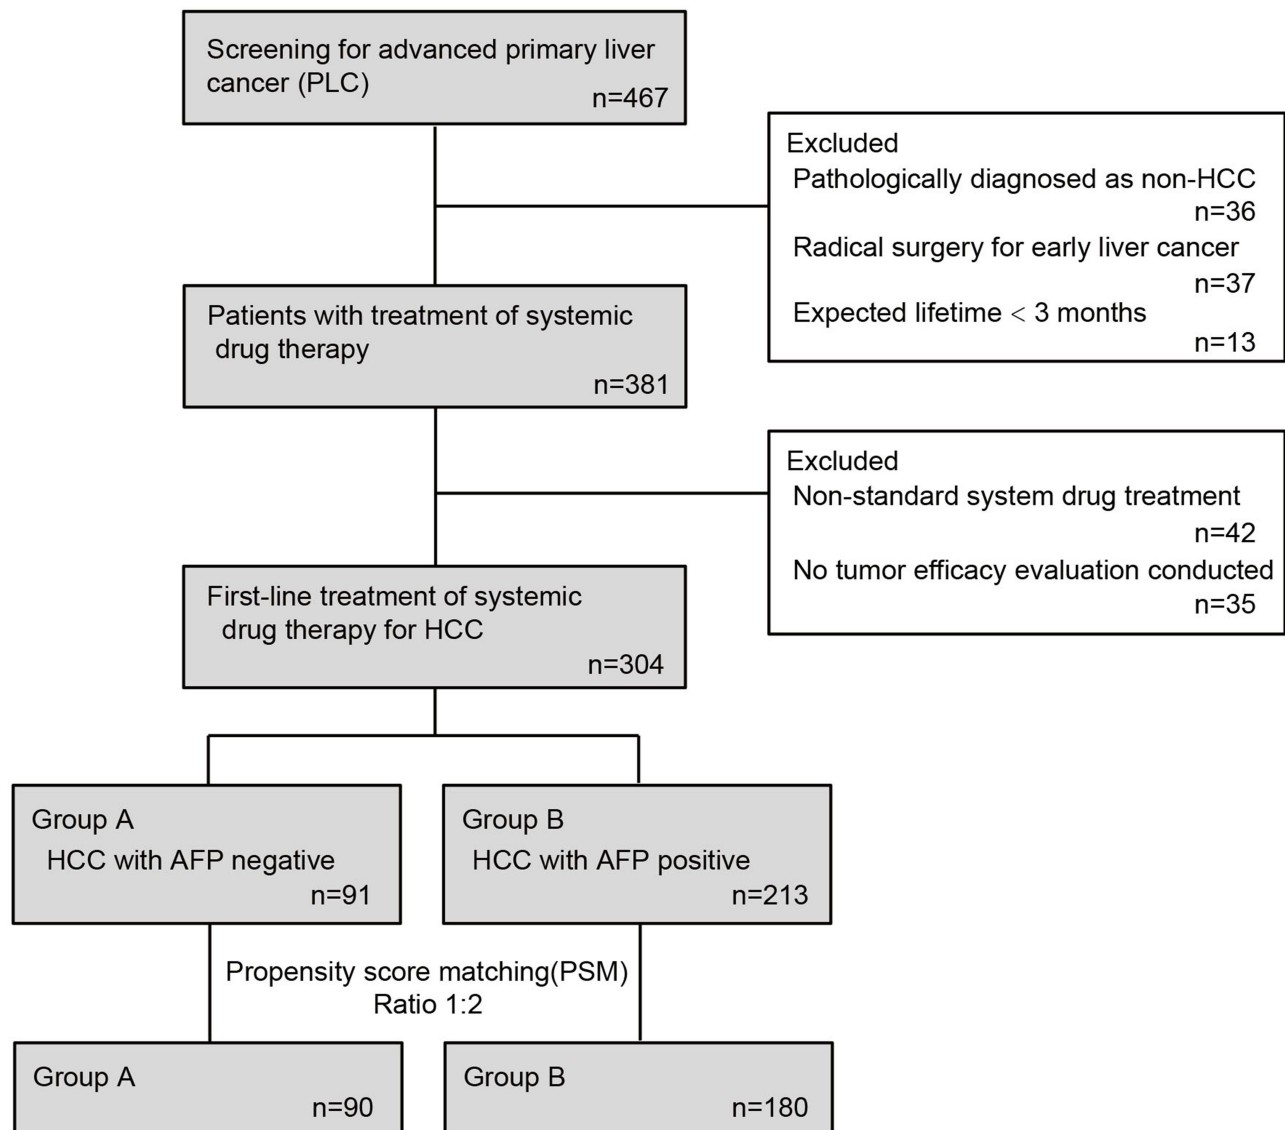 Screening for advanced primary liver
cancer (PLC)
n=467
Excluded
Pathologically diagnosed as non-HCC
n=36
Radical surgery for early liver cancer
n=37
Expected lifetime < 3 months
n=13
Patients with treatment of systemic
drug therapy
n=381
Excluded
Non-standard system drug treatment
n=42
No tumor efficacy evaluation conducted
n=35
First-line treatment of systemic
drug therapy for HCC
n=304
Group A
HCC with AFP negative
n=91
Group B
HCC with AFP positive
n=213
Propensity score matching(PSM)
Ratio 1:2
Group A
n=90
Group B
n=180